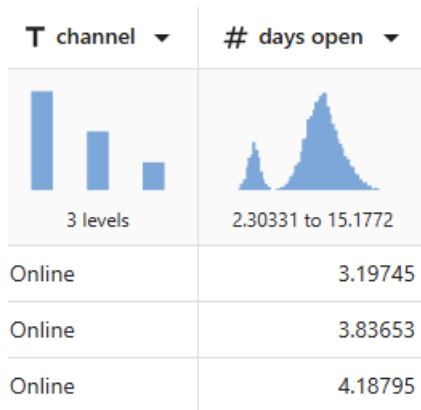 T channel # days open
3 levels 2.30331 to 15.1772
Online 3.19745
Online 3.83653
Online 4.18795